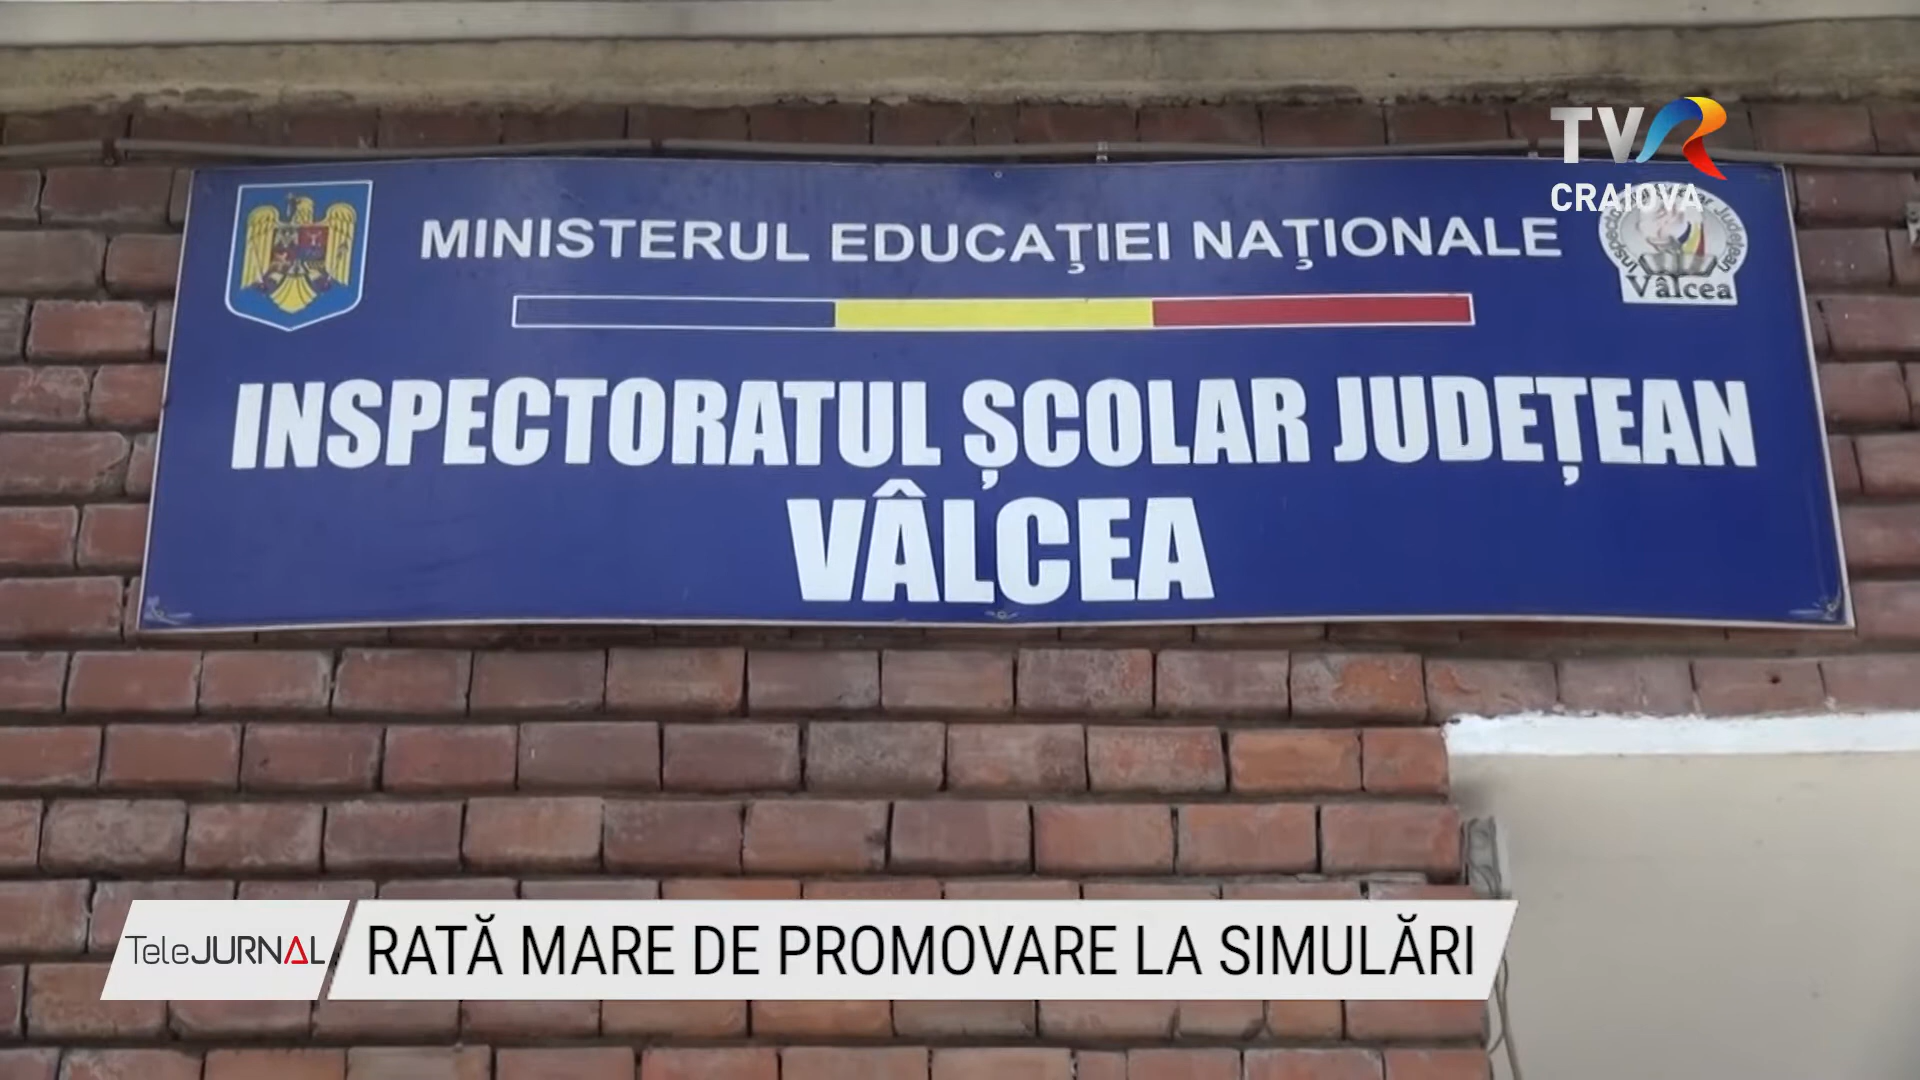 TVR
CRAIOVA
MINISTERUL EDUCAŢIEI NAŢIONALE
Vâlcea
INSPECTORATUL ȘCOLAR JUDEȚEAN
VÂLCEA
TeleJURNAL
RATĂ MARE DE PROMOVARE LA SIMULĂRI